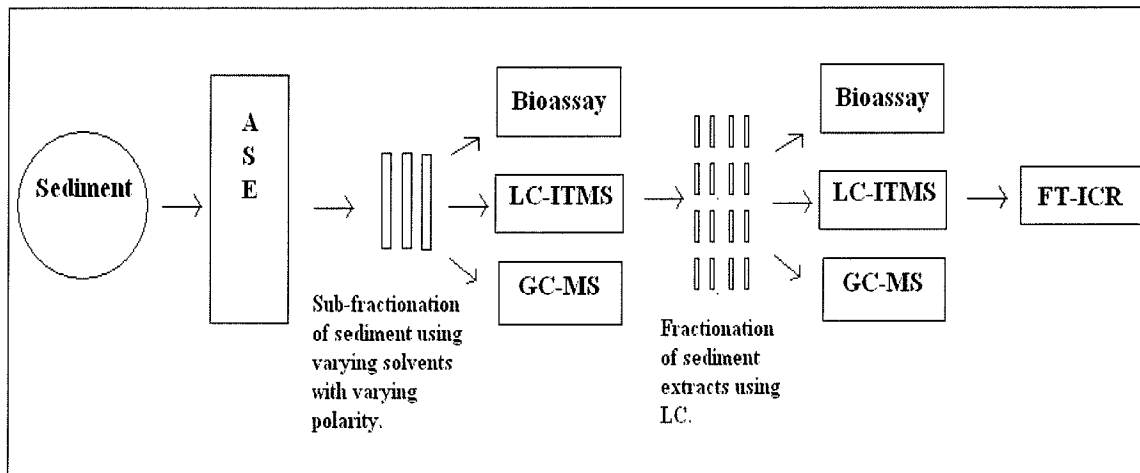 Sediment
A
S
E
Sub-fractionation
of sediment using
varying solvents
with varying
polarity.
Bioassay
LC-ITMS
GC-MS
Fractionation
of sediment
extracts using
LC.
Bioassay
LC-ITMS
GC-MS
FT-ICR